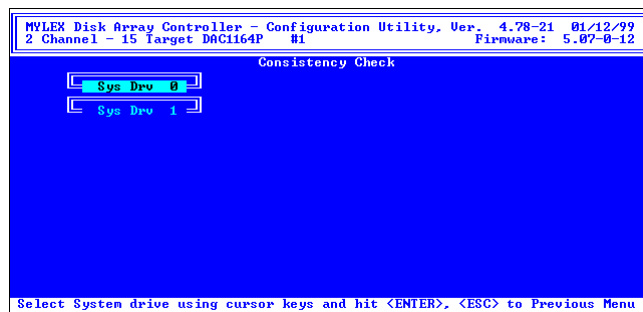 MYLEX Disk Array Controller - Configuration Utility, Ver. 4.78-21 01/12/99
2 Channel - 15 Target DAC1164P #1 Firmware: 5.07-0-12
Consistency Check
Sys Drv 0
Sys Drv 1
Select System drive using cursor keys and hit <ENTER>, <ESC> to Previous Menu